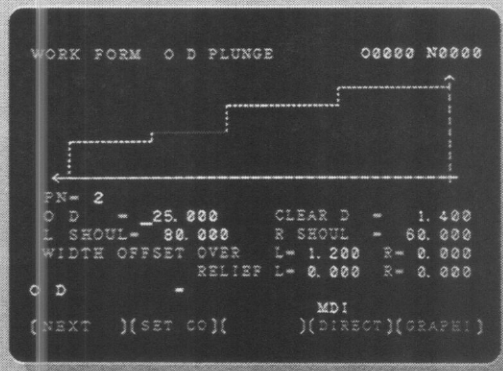 WORK FORM O D PLUNGE O0000 N0000
PN= 2
O D = _25.000 CLEAR D = 1.400
L SHOUL= 80.000 R SHOUL = 60.000
WIDTH OFFSET OVER L= 1.200 R= 0.000
RELIEF L= 0.000 R= 0.000
O D =
MDI
[NEXT ][SET CO][ ][DIRECT][GRAPHI]